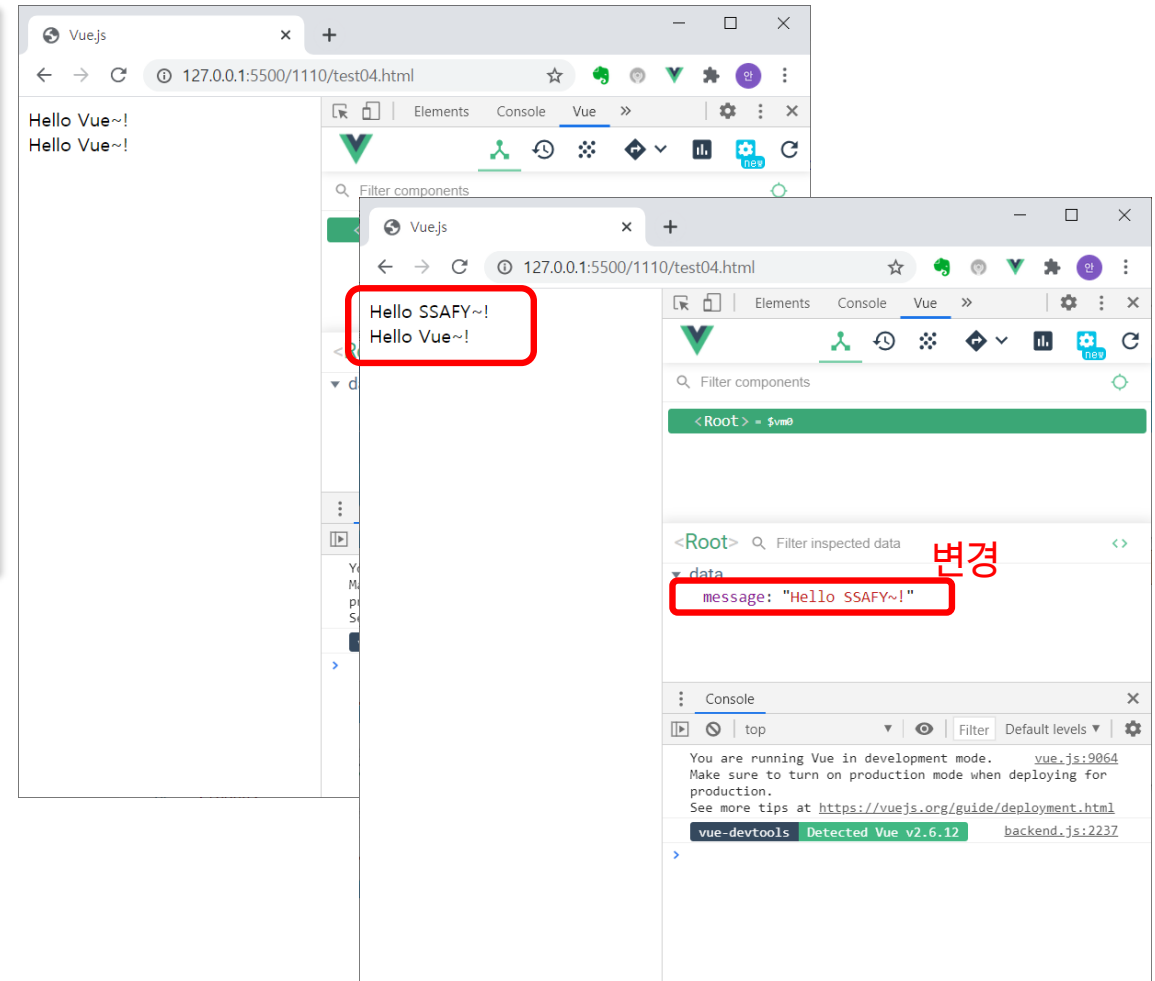 Vue.js
127.0.0.1:5500/1110/test04.html
안
Hello Vue~!
Hello Vue~!
Elements Console Vue
new
Filter components
Vue.js
127.0.0.1:5500/1110/test04.html
안
Hello SSAFY~!
Hello Vue~!
Elements Console Vue
new
Filter components
<Root> = $vm0
<Root> Filter inspected data
변경
data
message: "Hello SSAFY~!"
Console
top Filter Default levels
You are running Vue in development mode. vue.js:9064
Make sure to turn on production mode when deploying for
production.
See more tips at https://vuejs.org/guide/deployment.html
vue-devtools Detected Vue v2.6.12 backend.js:2237